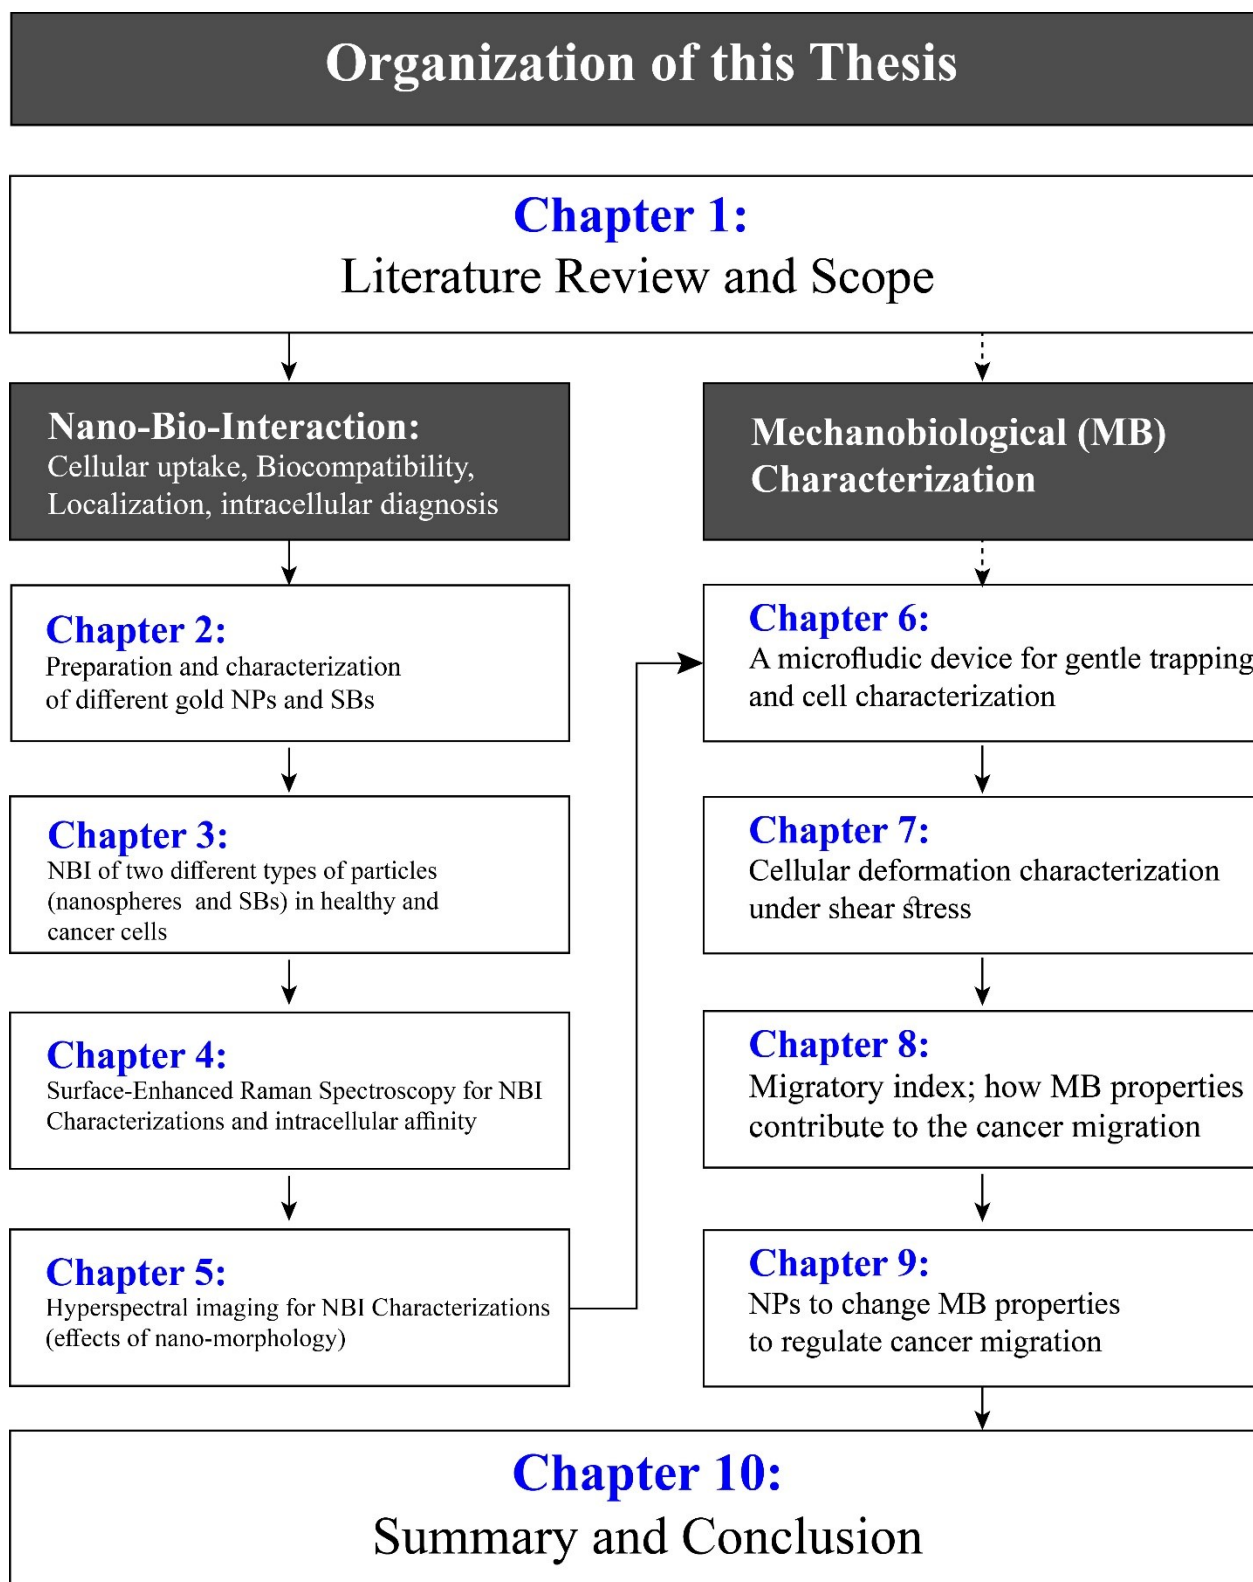 Organization of this Thesis
Chapter 1:
Literature Review and Scope
Nano-Bio-Interaction:
Cellular uptake, Biocompatibility,
Localization, intracellular diagnosis
Chapter 2:
Preparation and characterization
of different gold NPs and SBs
Chapter 3:
NBI of two different types of particles
(nanospheres and SBs) in healthy and
cancer cells
Chapter 4:
Surface-Enhanced Raman Spectroscopy for NBI
Characterizations and intracellular affinity
Chapter 5:
Hyperspectral imaging for NBI Characterizations
(effects of nano-morphology)
Mechanobiological (MB)
Characterization
Chapter 6:
A microfludic device for gentle trapping
and cell characterization
Chapter 7:
Cellular deformation characterization
under shear stress
Chapter 8:
Migratory index; how MB properties
contribute to the cancer migration
Chapter 9:
NPs to change MB properties
to regulate cancer migration
Chapter 10:
Summary and Conclusion